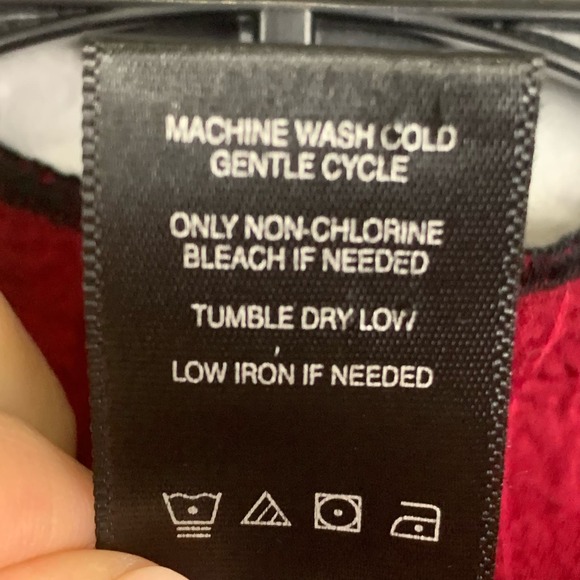 MACHINE WASH COLD
GENTLE CYCLE
ONLY NON-CHLORINE
BLEACH IF NEEDED
TUMBLE DRY LOW
LOW IRON IF NEEDED